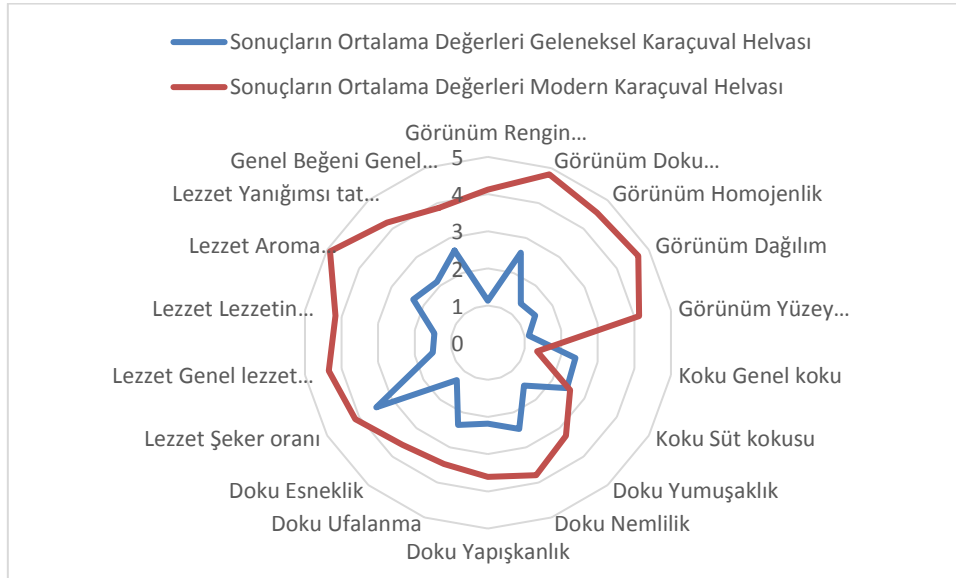 Sonuçların Ortalama Değerleri Geleneksel Karaçuval Helvası
Sonuçların Ortalama Değerleri Modern Karaçuval Helvası
Görünüm Rengin…
Genel Beğeni Genel…
5
Görünüm Doku…
Lezzet Yanığımsı tat…
4
Görünüm Homojenlik
3
Lezzet Aroma…
2
Görünüm Dağılım
1
Lezzet Lezzetin…
Görünüm Yüzey…
0
Lezzet Genel lezzet…
Koku Genel koku
Lezzet Şeker oranı
Koku Süt kokusu
Doku Esneklik
Doku Yumuşaklık
Doku Ufalanma
Doku Nemlilik
Doku Yapışkanlık